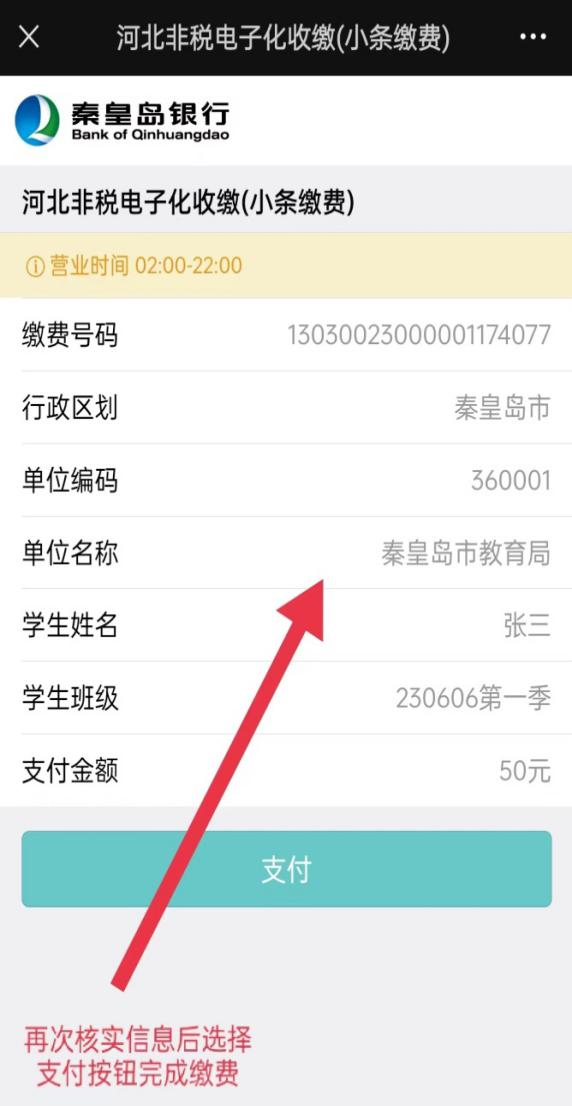 河北非税电子化收缴(小条缴费)
秦皇岛银行
Bank of Qinhuangdao
河北非税电子化收缴(小条缴费)
营业时间 02:00-22:00
缴费号码 13030023000001174077
行政区划 秦皇岛市
单位编码 360001
单位名称 秦皇岛市教育局
学生姓名 张三
学生班级 230606第一季
支付金额 50元
支付
再次核实信息后选择
支付按钮完成缴费